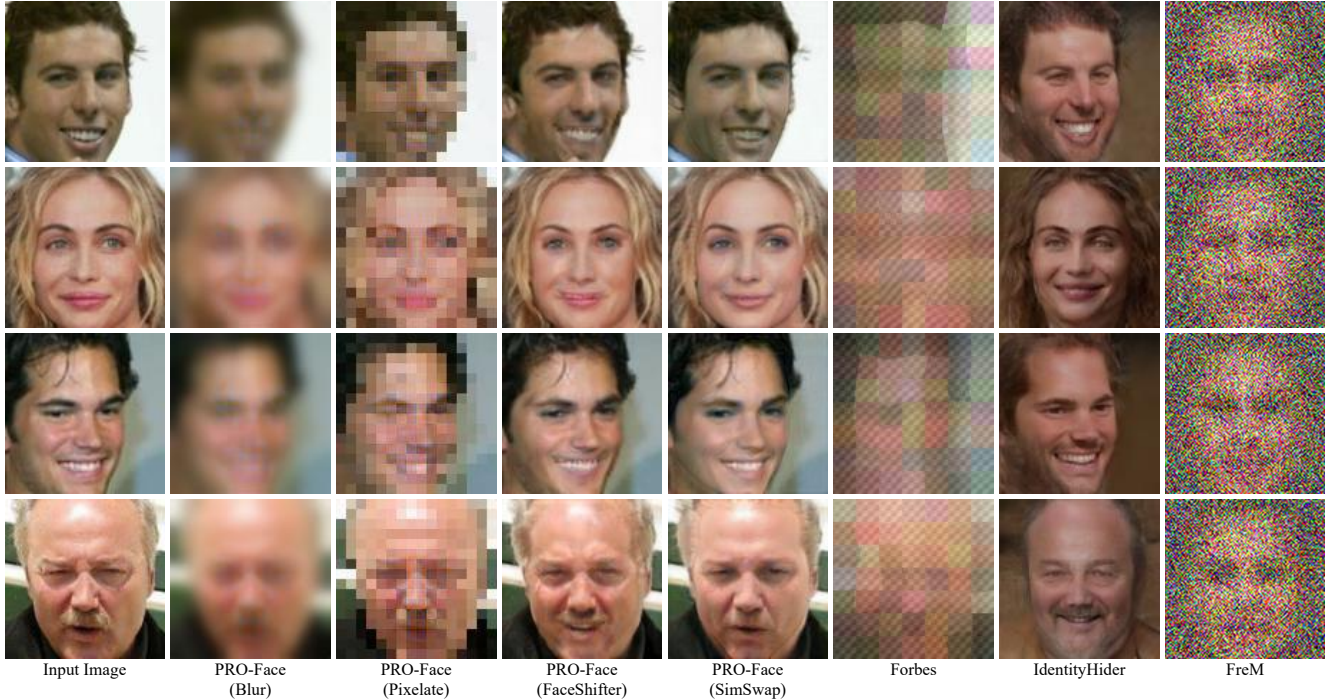 Input Image
PRO-Face
(Blur)
PRO-Face
(Pixelate)
PRO-Face
(FaceShifter)
PRO-Face
(SimSwap)
Forbes
IdentityHider
FreM